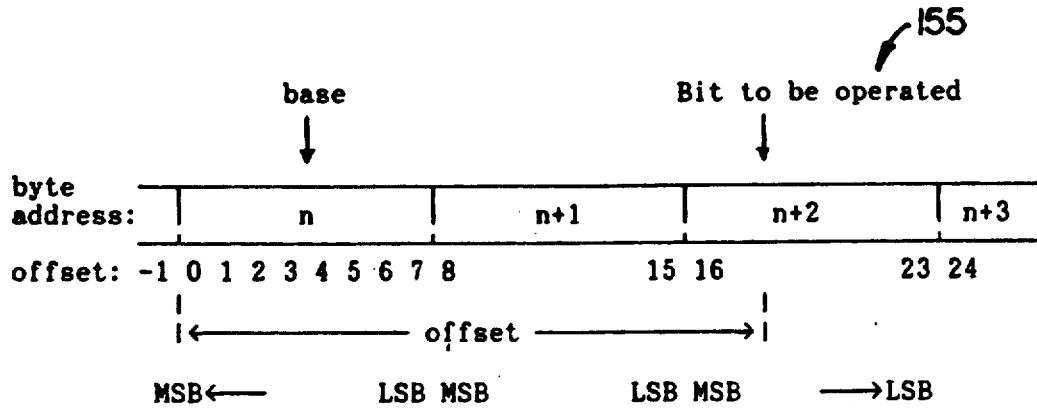 155
base Bit to be operated
byte
address: n n+1 n+2 n+3
offset: -1 0 1 2 3 4 5 6 7 8 15 16 23 24
offset
MSB LSB MSB LSB MSB LSB